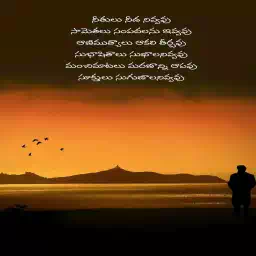 నీతులు నీడ నివ్వవు
సామెతలు సంపదలను ఇవ్వవు
ఆణిముత్యాలు ఆకలి తీర్చవు
సుభాషితాలు సుఖాలనివ్వవు
మంచిమాటలు మరణాన్ని ఆపవు
సూక్తులు సుగుణాలనివ్వవు